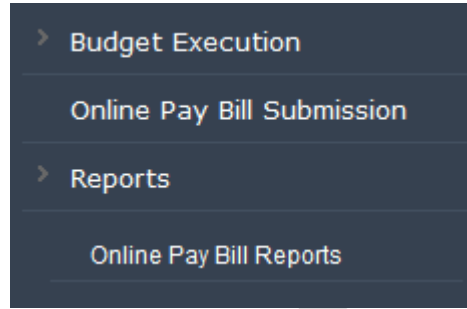 Budget Execution
Online Pay Bill Submission
Reports
Online Pay Bill Reports